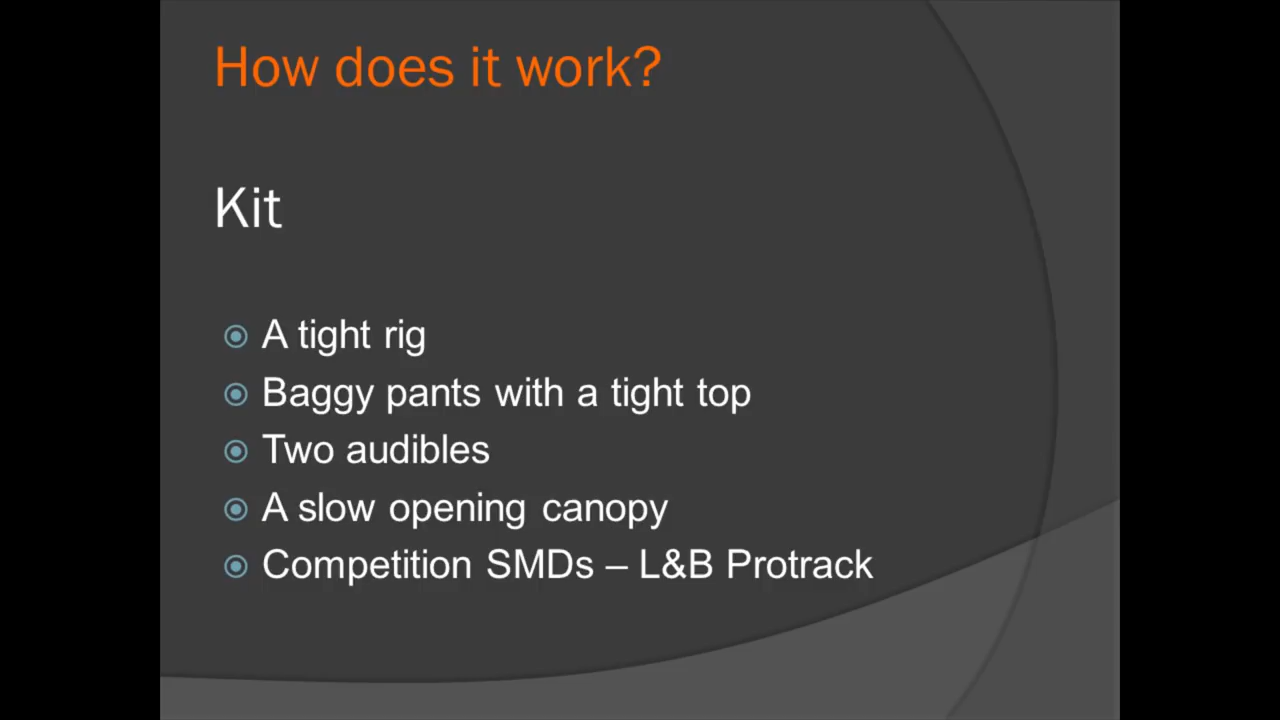 How does it work?
Kit
A tight rig
Baggy pants with a tight top
Two audibles
A slow opening canopy
Competition SMDs – L&B Protrack